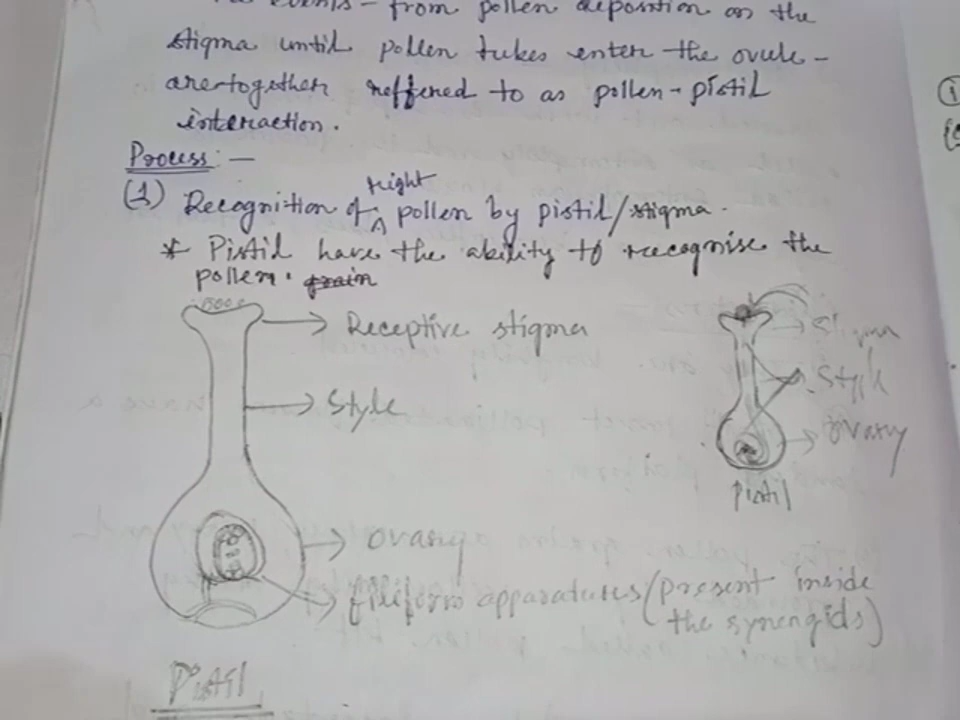 events - from pollen deposition on the
stigma until pollen tubes enter the ovule -
are together reffered to as pollen - pistil
interaction.
Process : -
(1) Recognition of right pollen by pistil/stigma.
* Pistil have the ability to recognise the
pollen.
Receptive stigma
Style
Ovary
filiform apparatuses (present inside
the synergids)
Pistil
Stigma
Style
Ovary
Pistil